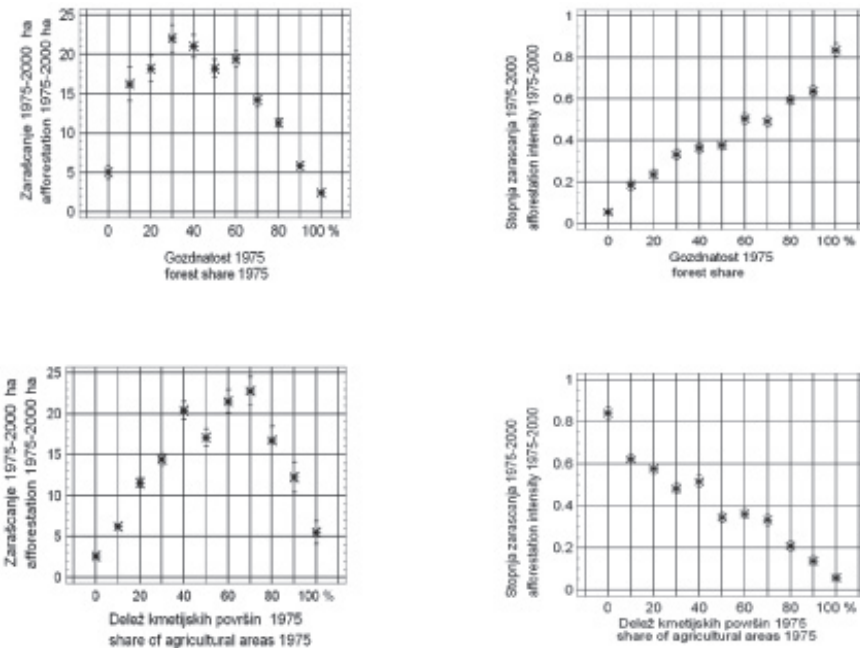 Zaraščanje 1975-2000 ha
afforestation 1975-2000 ha
25
20
15
10
5
0
0 20 40 60 80 100 %
Gozdnatost 1975
forest share 1975
Stopnja zarascanja 1975-2000
afforestation intensity 1975-2000
1
0.8
0.6
0.4
0.2
0
0 20 40 60 80 100 %
Gozdnatost 1975
forest share
Zaraščanje 1975-2000 ha
afforestation 1975-2000 ha
25
20
15
10
5
0
0 20 40 60 80 100 %
Delež kmetijskih površin 1975
share of agricultural areas 1975
Stopnja zarascanja 1975-2000
afforestation intensity 1975-2000
1
0.8
0.6
0.4
0.2
0
0 20 40 60 80 100 %
Delež kmetijskih površin 1975
share of agricultural areas 1975